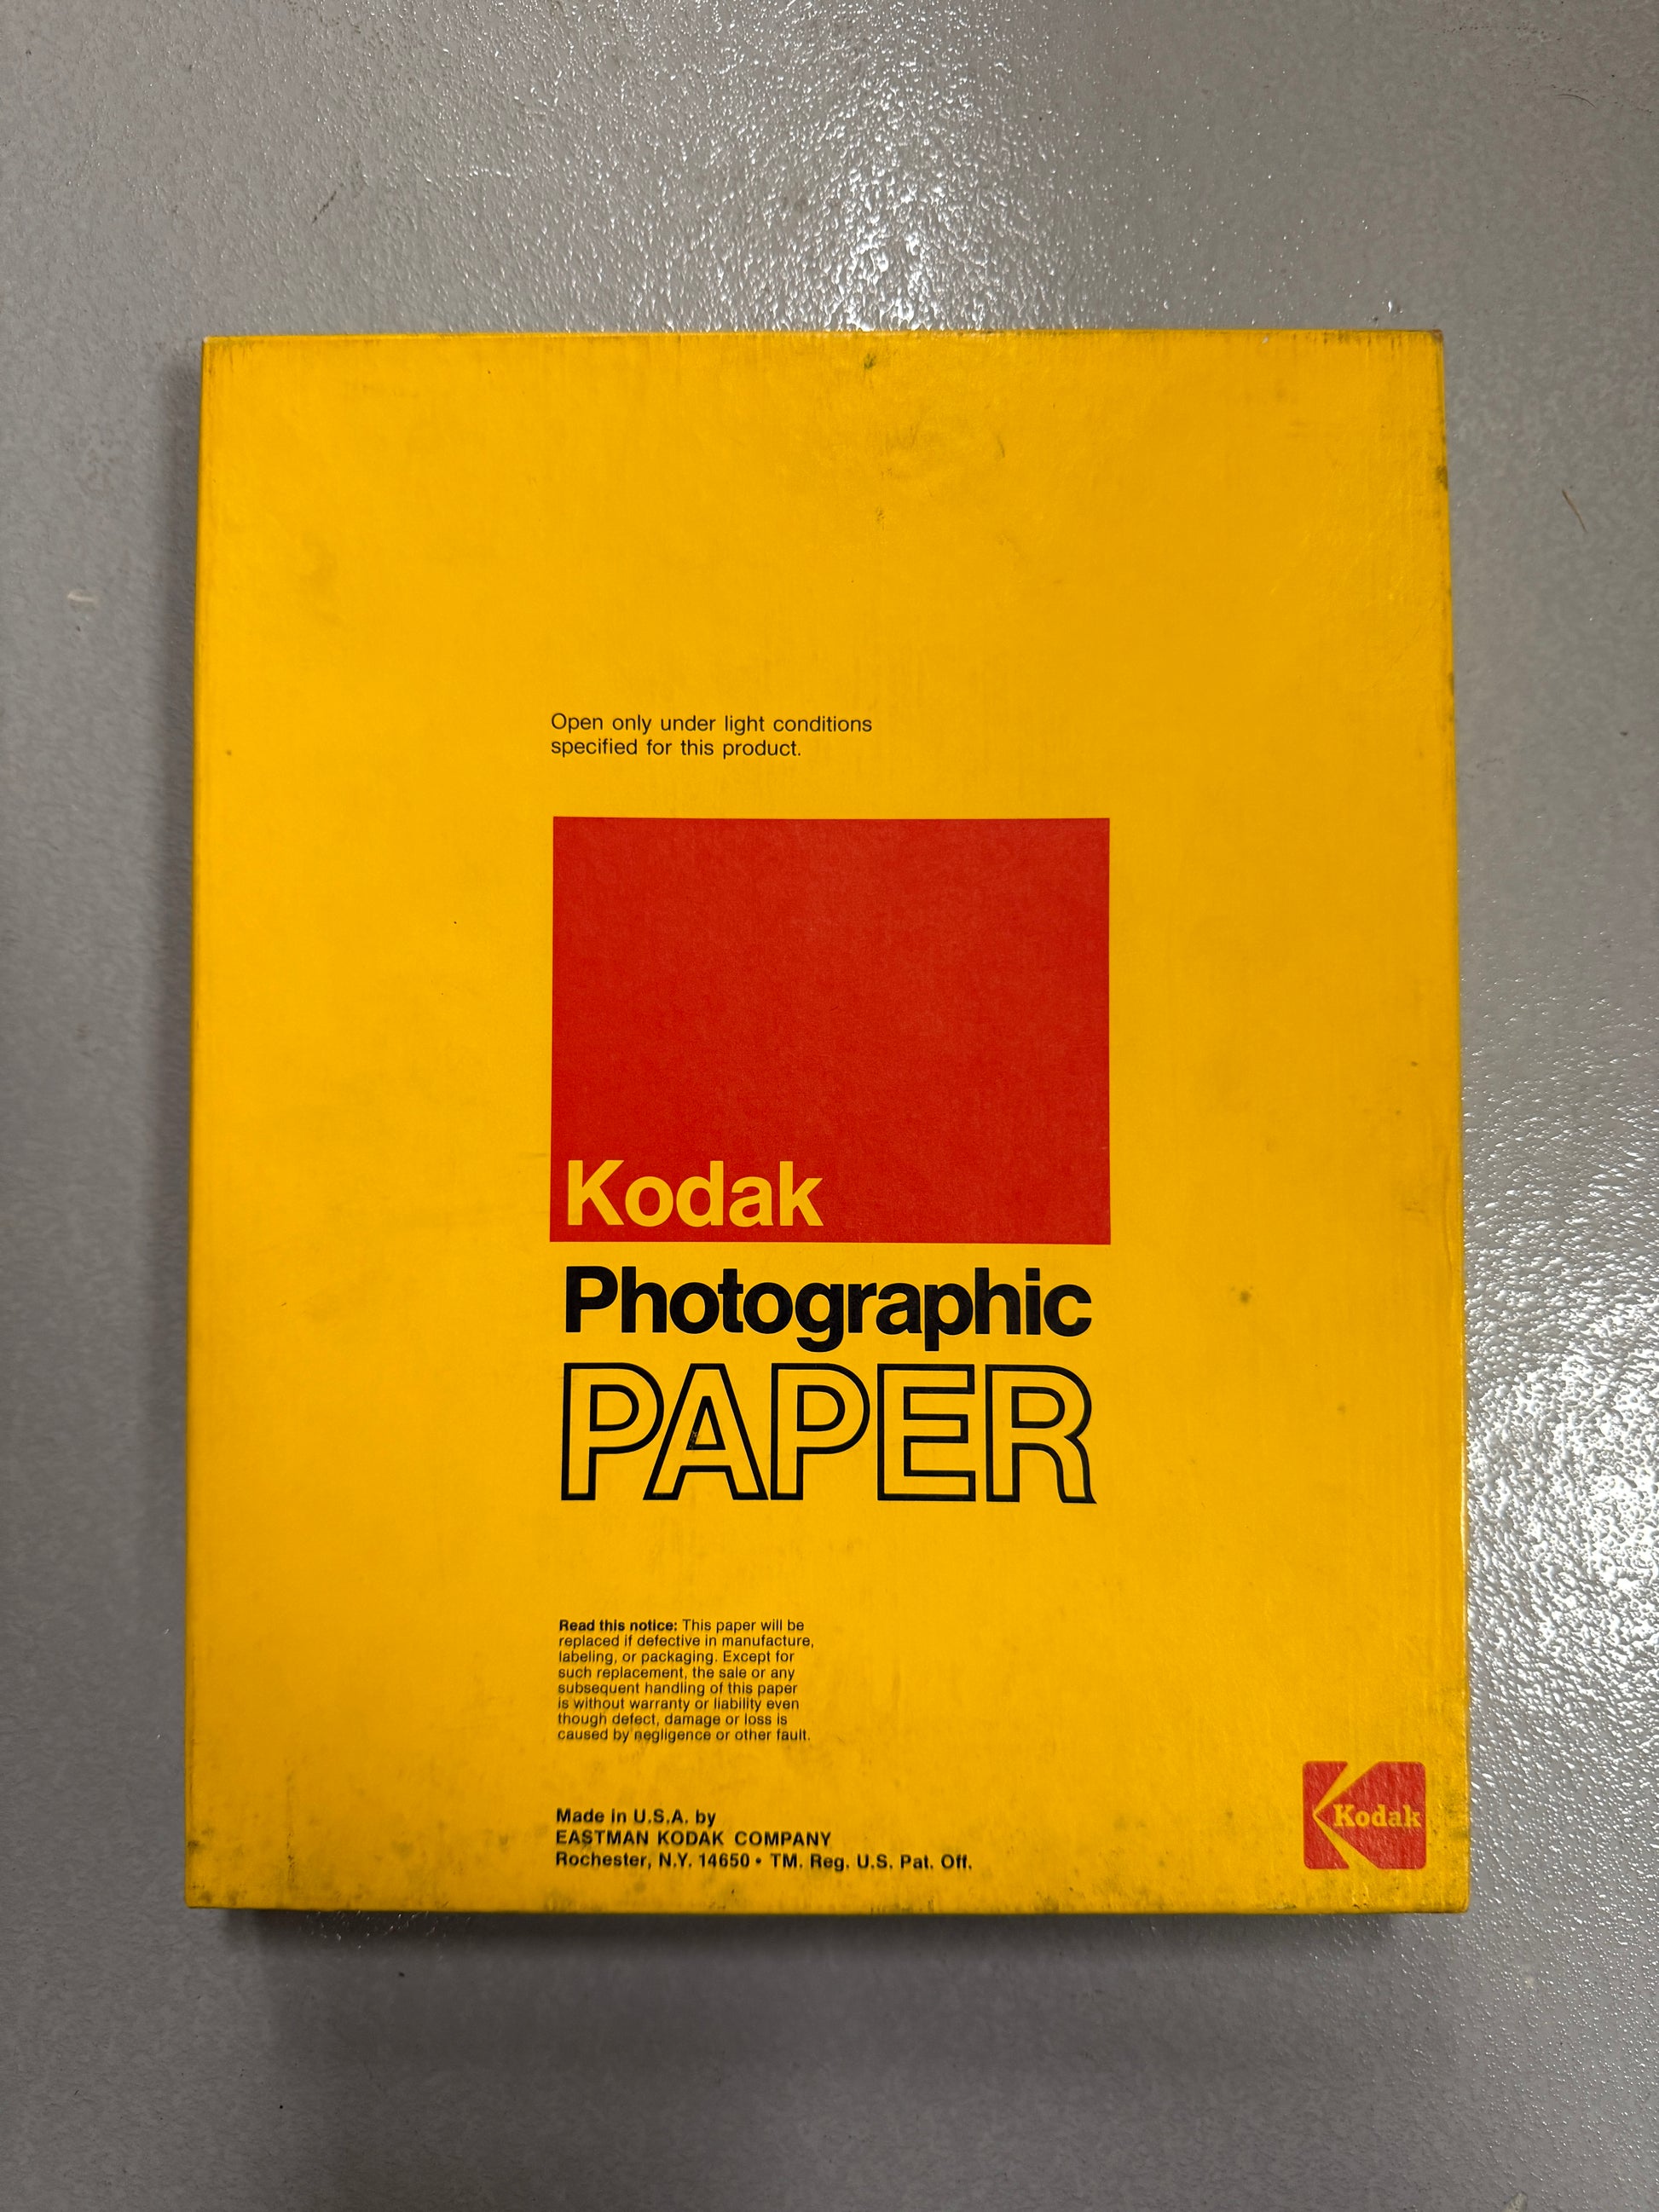 Open only under light conditions
specified for this product.
Kodak
Photographic
PAPER
Read this notice: This paper will be
replaced if defective in manufacture,
labeling, or packaging. Except for
such replacement, the sale or any
subsequent handling of this paper
is without warranty or liability even
though defect, damage or loss is
caused by negligence or other fault.
Made in U.S.A. by
EASTMAN KODAK COMPANY
Rochester, N.Y. 14650 • TM. Reg. U.S. Pat. Off.
Kodak